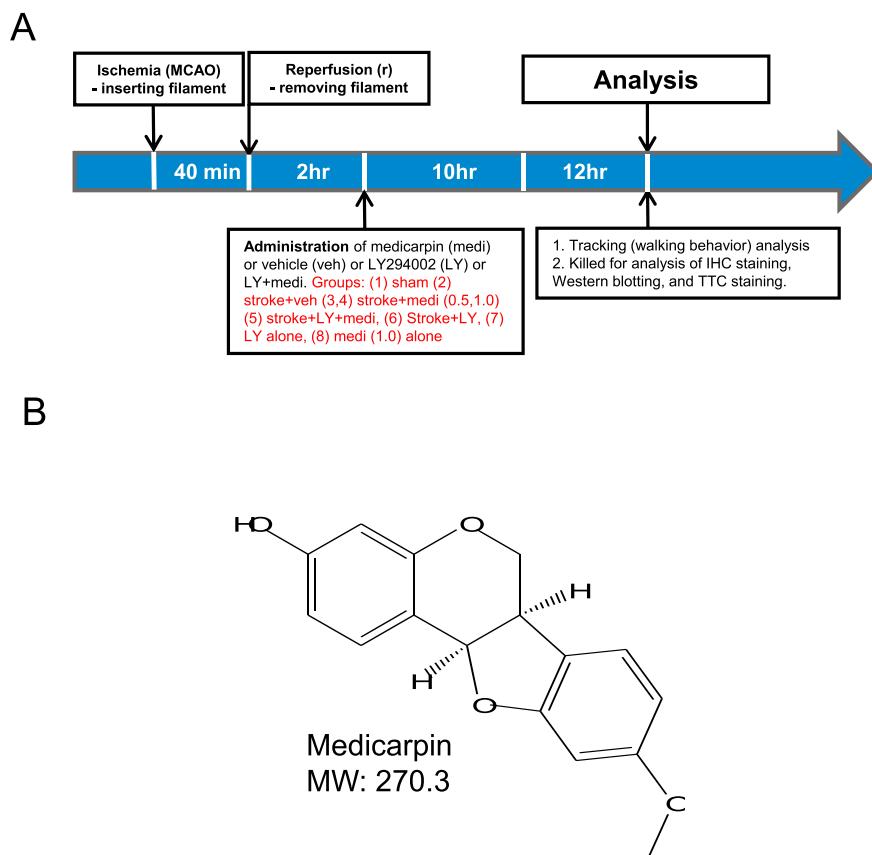 A
Ischemia (MCAO)
- inserting filament
Reperfusion (r)
- removing filament
Analysis
40 min
2hr
10hr
12hr
Administration of medicarpin (medi)
or vehicle (veh) or LY294002 (LY) or
LY+medi. Groups: (1) sham (2)
stroke+veh (3,4) stroke+medi (0.5,1.0)
(5) stroke+LY+medi, (6) Stroke+LY, (7)
LY alone, (8) medi (1.0) alone
1. Tracking (walking behavior) analysis
2. Killed for analysis of IHC staining,
Western blotting, and TTC staining.
B
HO
O
H
H
O
O
Medicarpin
MW: 270.3